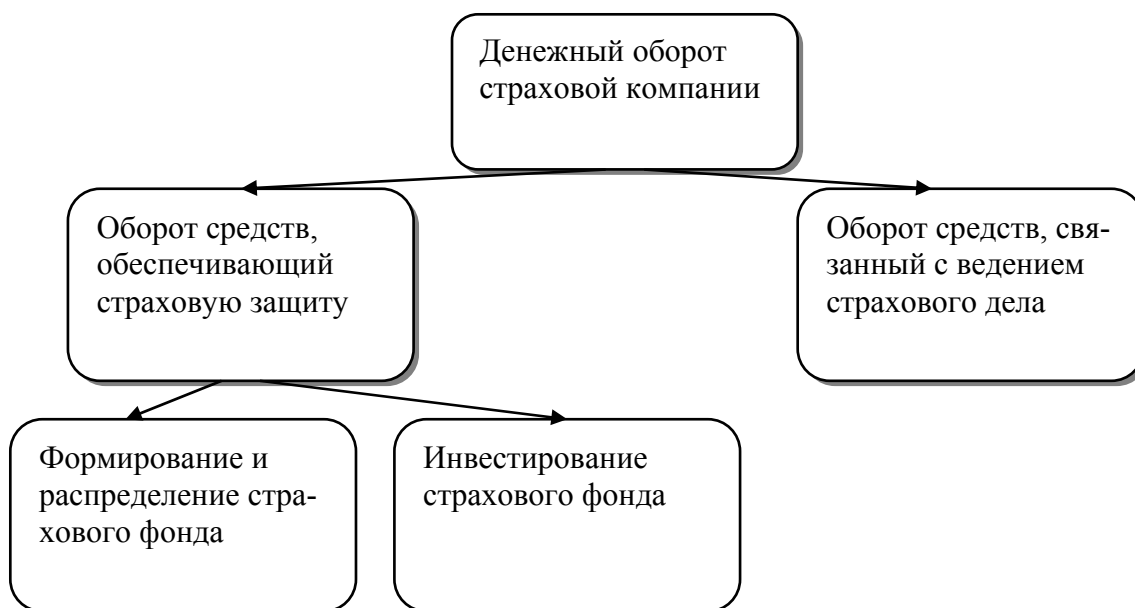 Денежный оборот
страховой компании
Оборот средств,
обеспечивающий
страховую защиту
Оборот средств, свя-
занный с ведением
страхового дела
Формирование и
распределение стра-
хового фонда
Инвестирование
страхового фонда